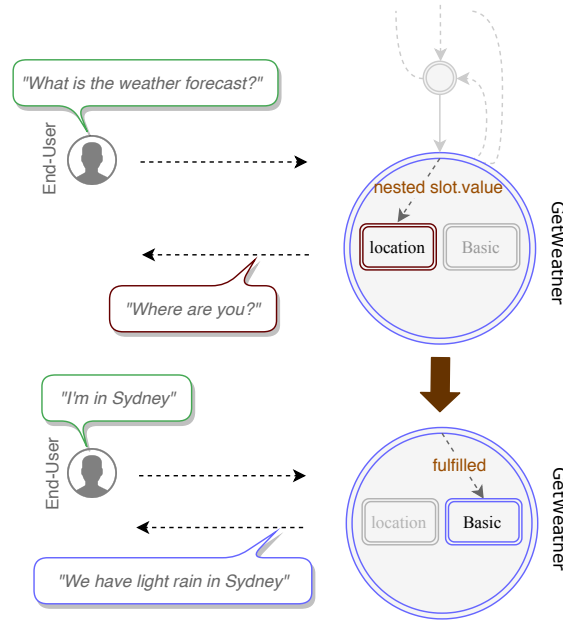 "What is the weather forecast?"
End-User
nested slot.value
location
Basic
GetWeather
"Where are you?"
"I'm in Sydney"
End-User
fulfilled
location
Basic
GetWeather
"We have light rain in Sydney"